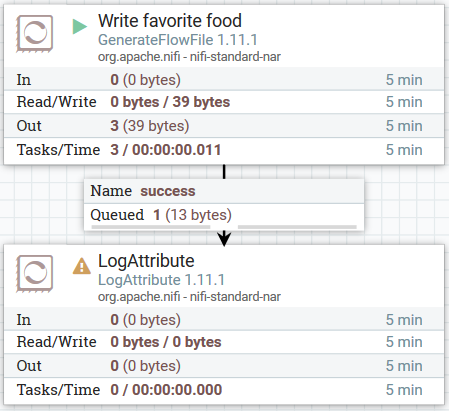 Write favorite food
GenerateFlowFile 1.11.1
org.apache.nifi - nifi-standard-nar
In 0 (0 bytes) 5 min
Read/Write 0 bytes / 39 bytes 5 min
Out 3 (39 bytes) 5 min
Tasks/Time 3 / 00:00:00.011 5 min
Name success
Queued 1 (13 bytes)
LogAttribute
LogAttribute 1.11.1
org.apache.nifi - nifi-standard-nar
In 0 (0 bytes) 5 min
Read/Write 0 bytes / 0 bytes 5 min
Out 0 (0 bytes) 5 min
Tasks/Time 0 / 00:00:00.000 5 min